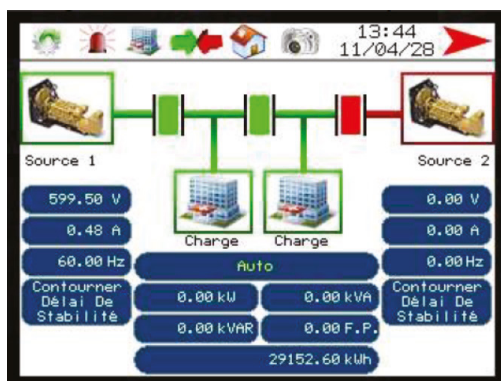 13:44
11/04/28
Source 1
Source 2
Charge
Charge
599.50 V
0.48 A
60.00 Hz
Contourner
Délai De
Stabilité
Auto
0.00 kW
0.00 kVA
0.00 kVAR
0.00 F.P.
29152.60 kWh
0.00 V
0.00 A
0.00 Hz
Contourner
Délai De
Stabilité